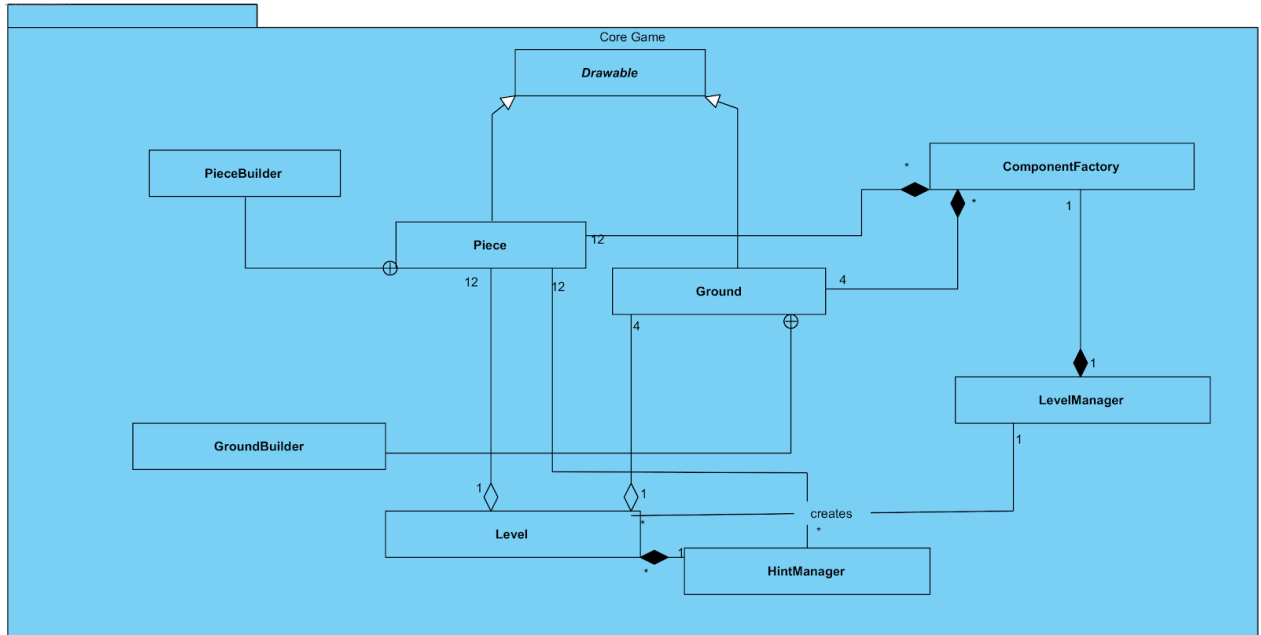 Core Game
Drawable
ComponentFactory
*
PieceBuilder
*
1
Piece
12
12
12
4
Ground
4
1
LevelManager
1
GroundBuilder
1
1
creates
*
*
Level
1
*
HintManager